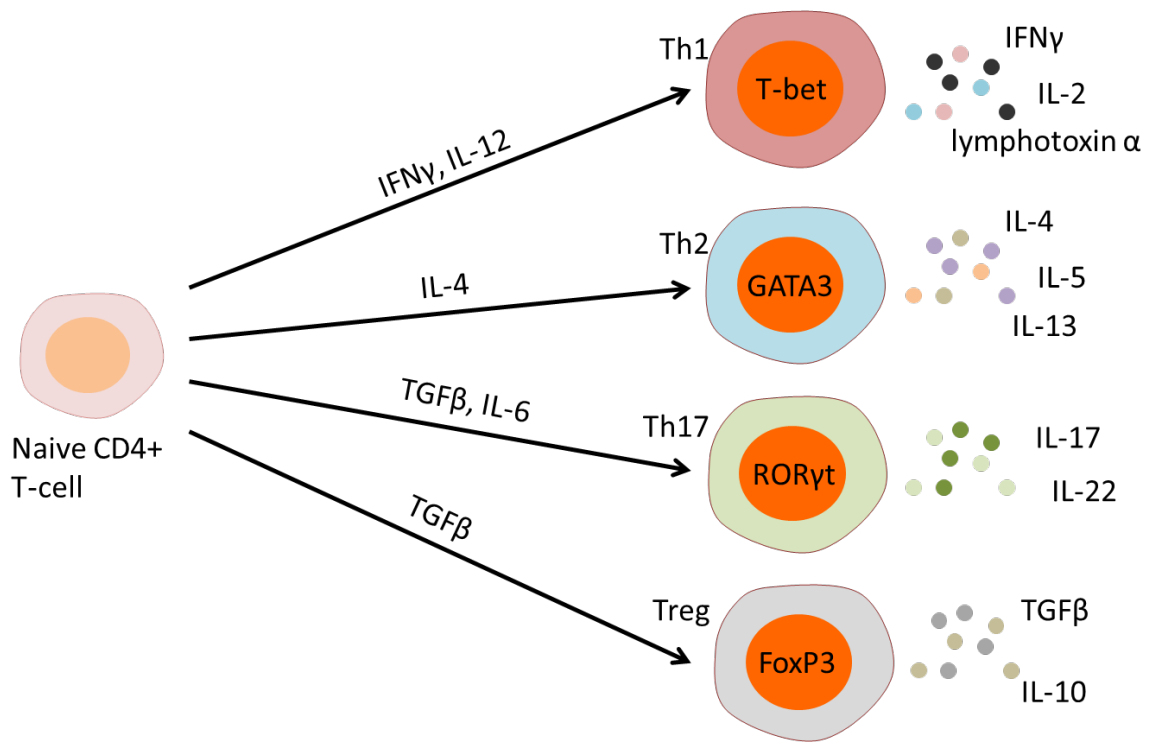 Th1
T-bet
IFNγ
IL-2
lymphotoxin α
IFNγ, IL-12
Th2
GATA3
IL-4
IL-5
IL-13
IL-4
Naive CD4+
T-cell
TGFβ, IL-6
Th17
RORγt
IL-17
IL-22
TGFβ
Treg
FoxP3
TGFβ
IL-10